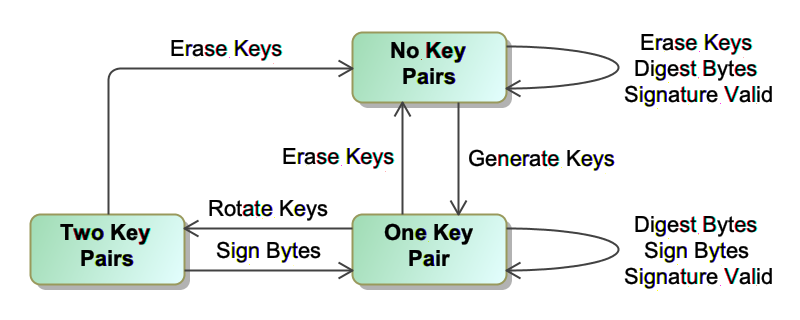 Erase Keys
No Key
Pairs
Erase Keys
Digest Bytes
Signature Valid
Erase Keys
Generate Keys
Two Key
Pairs
Rotate Keys
Sign Bytes
One Key
Pair
Digest Bytes
Sign Bytes
Signature Valid